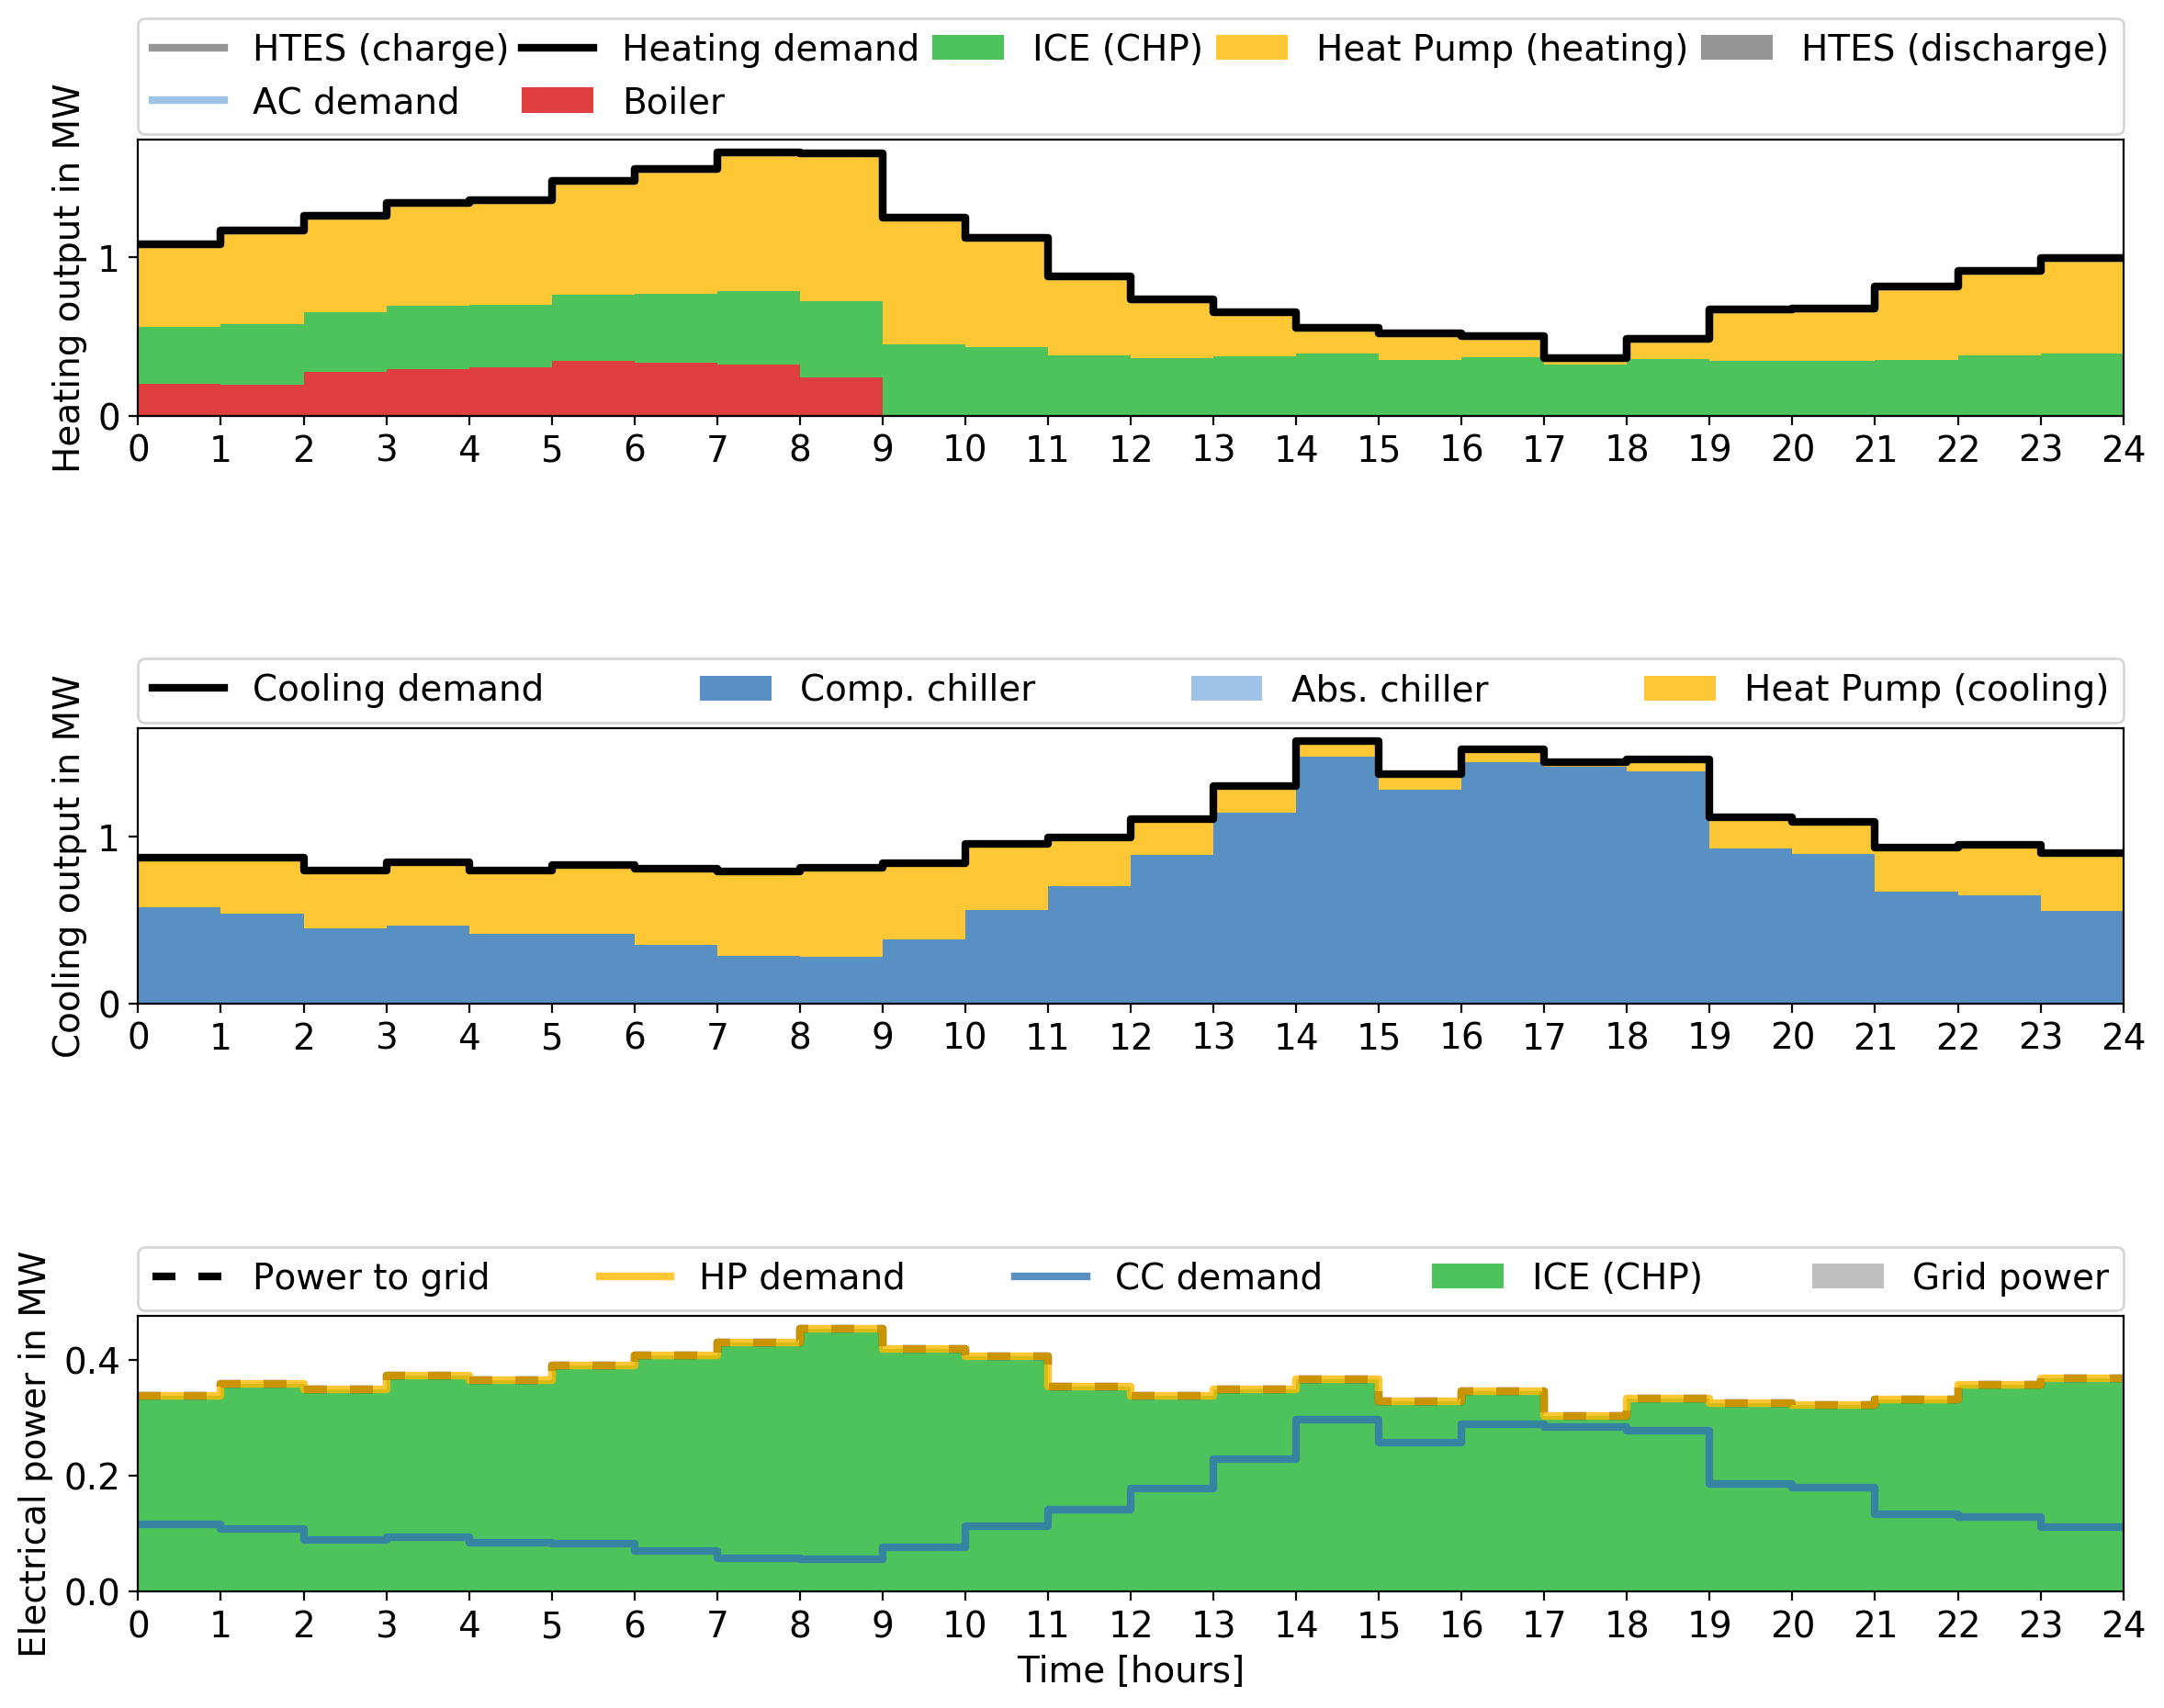 HTES (charge) Heating demand ICE (CHP) Heat Pump (heating) HTES (discharge)
AC demand Boiler
Heating output in MW
1
0
0 1 2 3 4 5 6 7 8 9 10 11 12 13 14 15 16 17 18 19 20 21 22 23 24
Cooling demand Comp. chiller Abs. chiller Heat Pump (cooling)
Cooling output in MW
1
0
0 1 2 3 4 5 6 7 8 9 10 11 12 13 14 15 16 17 18 19 20 21 22 23 24
Power to grid HP demand CC demand ICE (CHP) Grid power
Electrical power in MW
0.4
0.2
0.0
0 1 2 3 4 5 6 7 8 9 10 11 12 13 14 15 16 17 18 19 20 21 22 23 24
Time [hours]